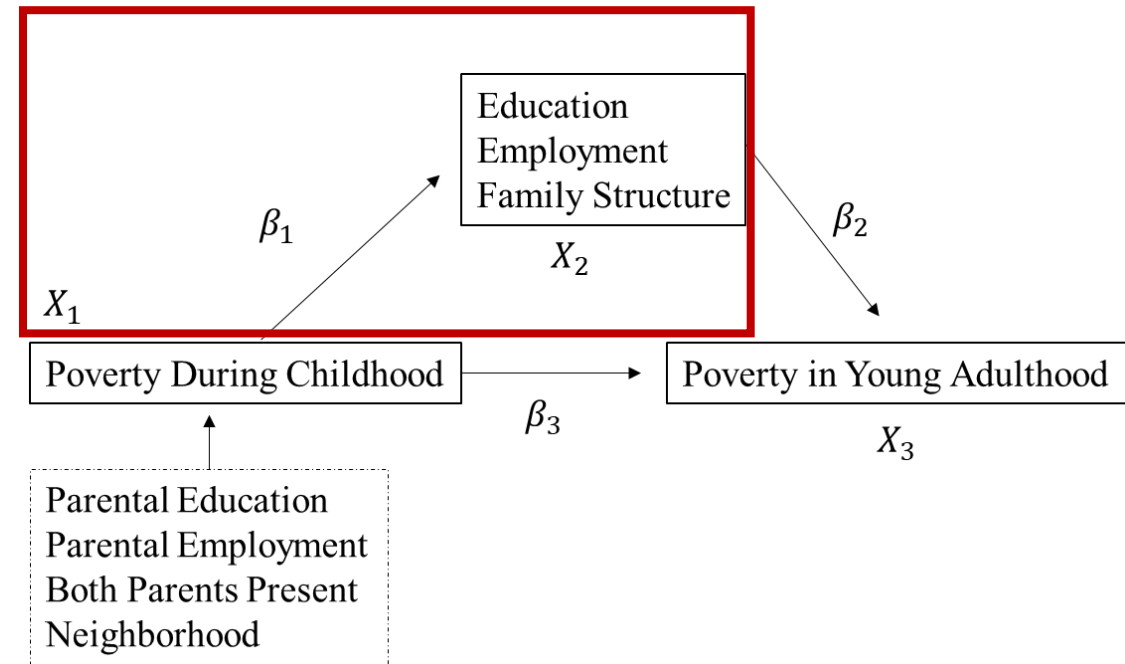 Education
Employment
Family Structure
β₁
β₂
X₂
X₁
Poverty During Childhood
Poverty in Young Adulthood
β₃
X₃
Parental Education
Parental Employment
Both Parents Present
Neighborhood